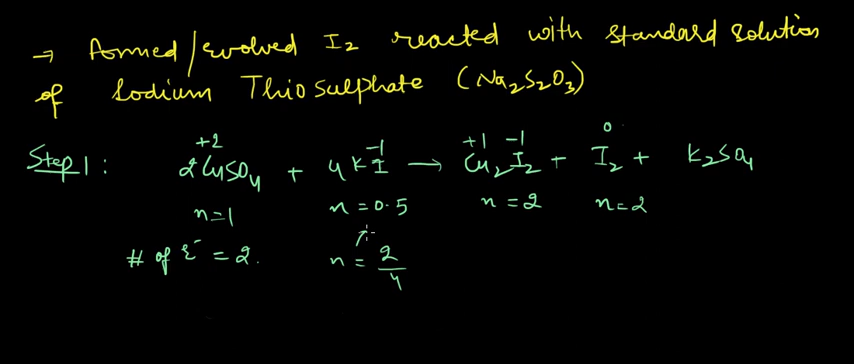 → Formed/evolved I2 reacted with standard solution
of Sodium Thiosulphate (Na2S2O3)
+2 -1 +1 -1 0
Step 1: 2CuSO4 + 4KI → Cu2I2 + I2 + K2SO4
n=1 n=0.5 n=2 n=2
# of e- = 2. n = 2/4